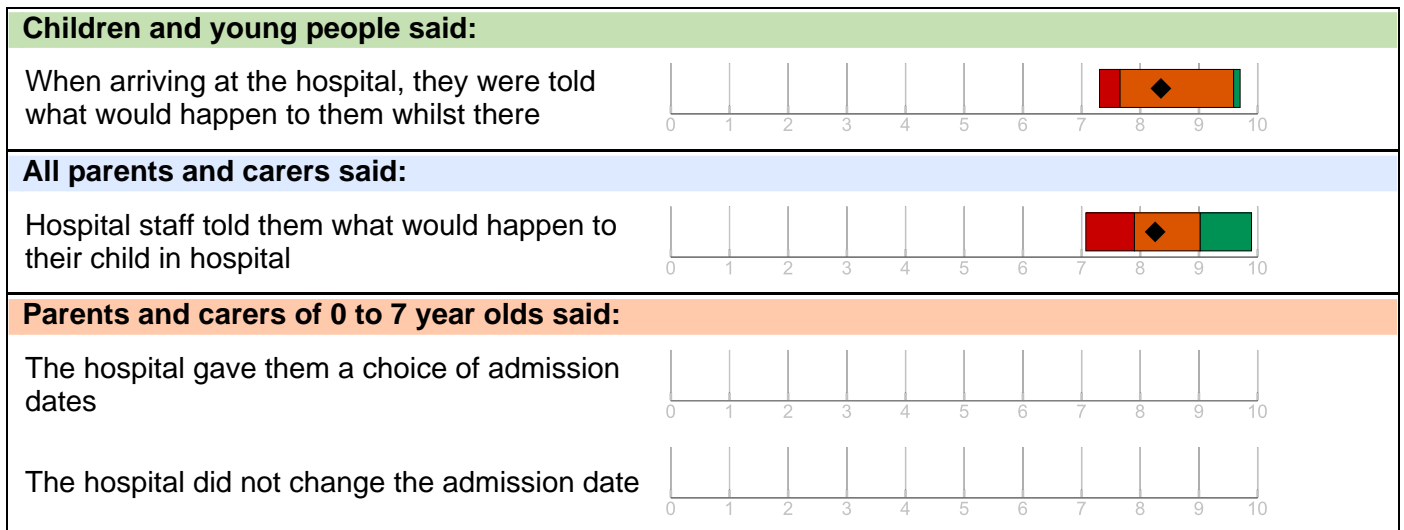 Children and young people said:
When arriving at the hospital, they were told
what would happen to them whilst there
0 1 2 3 4 5 6 7 8 9 10
All parents and carers said:
Hospital staff told them what would happen to
their child in hospital
0 1 2 3 4 5 6 7 8 9 10
Parents and carers of 0 to 7 year olds said:
The hospital gave them a choice of admission
dates
0 1 2 3 4 5 6 7 8 9 10
The hospital did not change the admission date
0 1 2 3 4 5 6 7 8 9 10